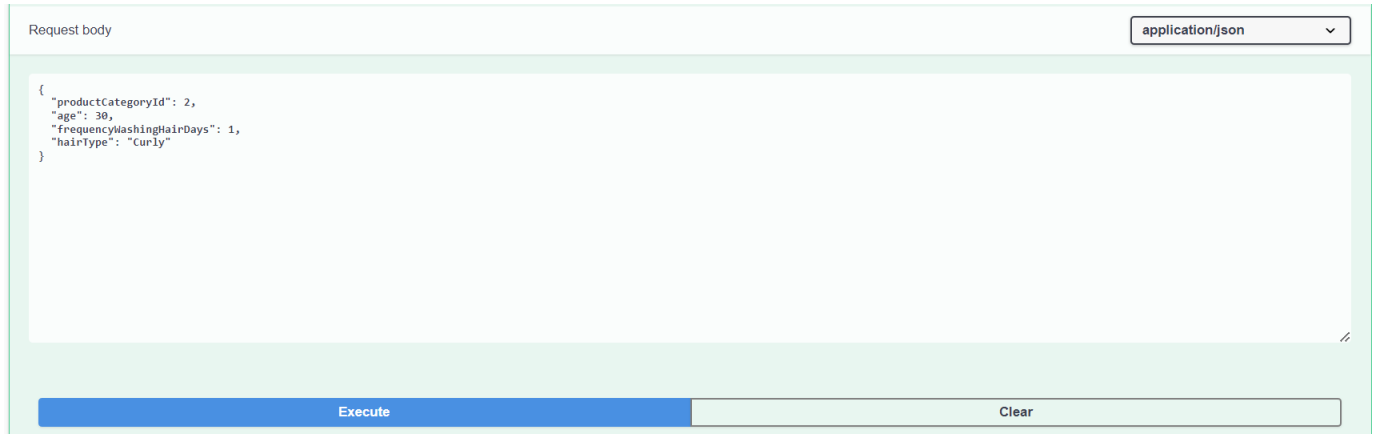 Request body
application/json
{
  "productCategoryId": 2,
  "age": 30,
  "frequencyWashingHairDays": 1,
  "hairType": "Curly"
}
Execute
Clear